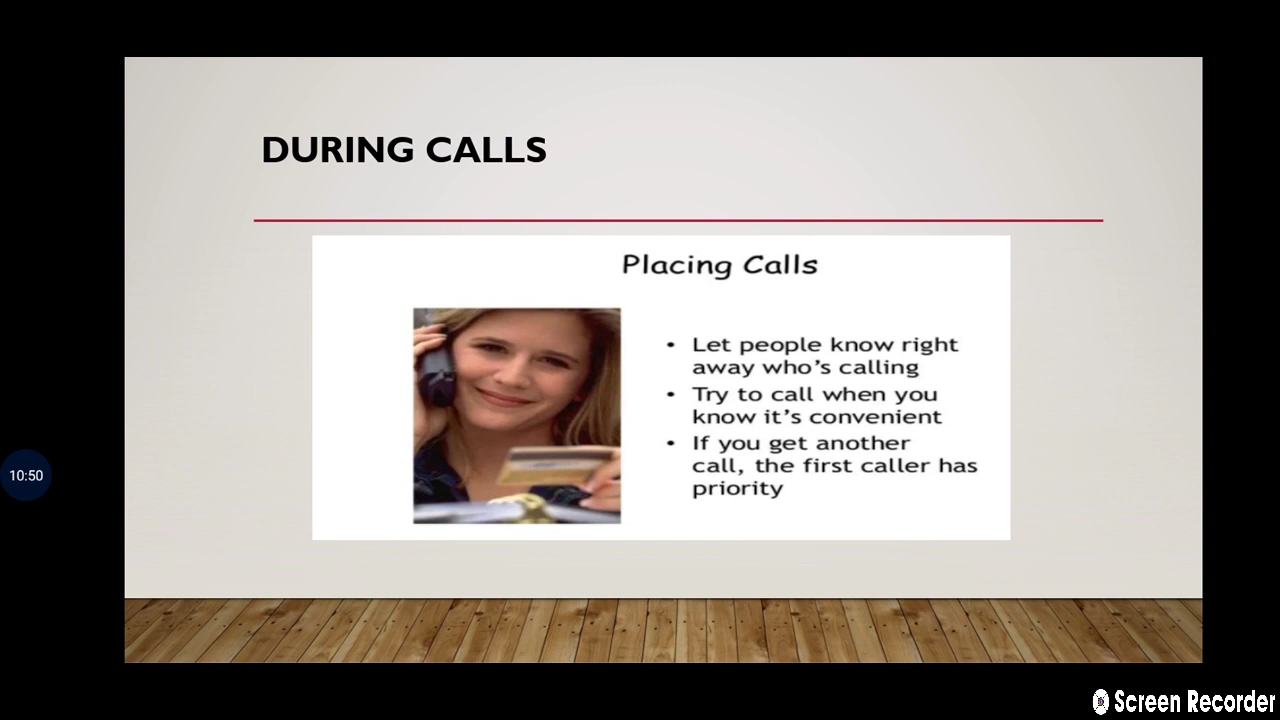 DURING CALLS
Placing Calls
• Let people know right
away who's calling
• Try to call when you
know it's convenient
• If you get another
call, the first caller has
priority
10:50
Screen Recorder